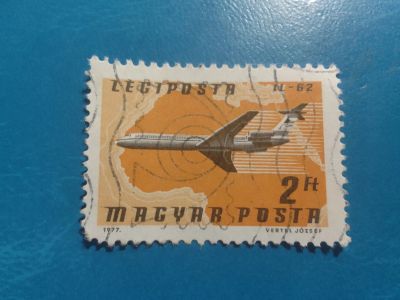 LÉGIPOSTA IL-62
2 Ft
MAGYAR POSTA
1977. VERTEL JÓZSEF